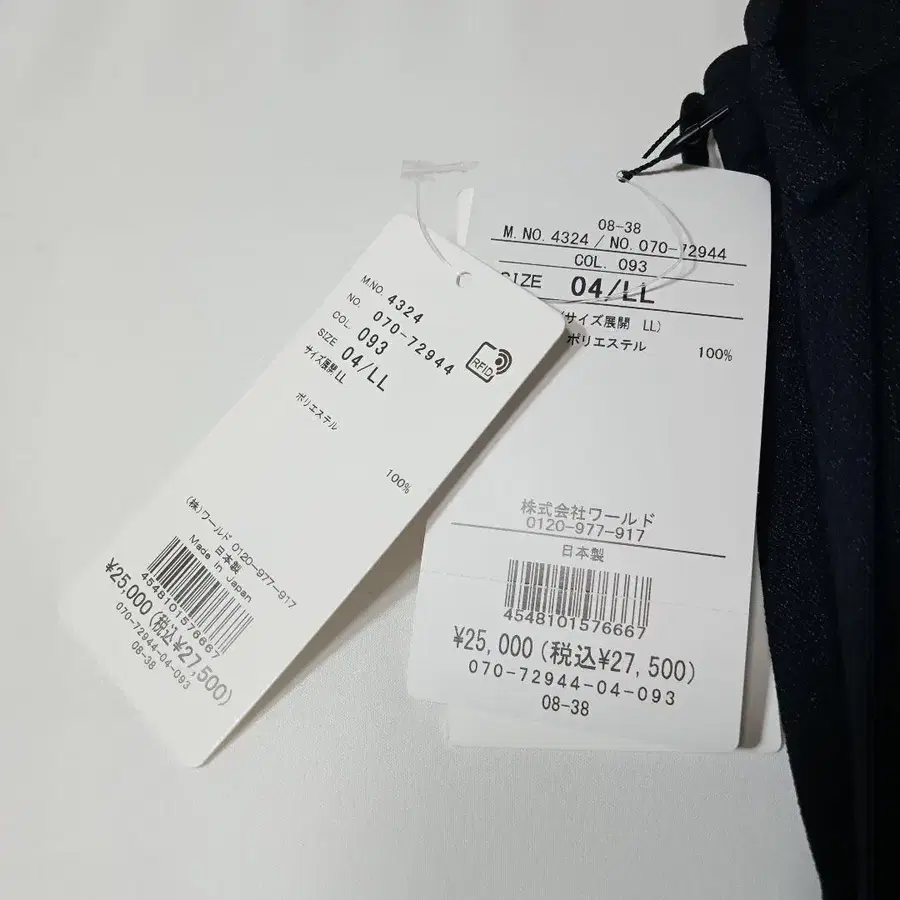 M.NO. 4324
NO. 070-72944
COL. 093
SIZE 04/LL
サイズ展開 LL
RFID
ポリエステル
100%
(株)ワールド 0120-977-917
日本製
Made in Japan
4548101576667
¥25,000(税込¥27,500)
070-72944-04-093
08-38
08-38
M.NO. 4324 / NO. 070-72944
COL. 093
SIZE 04/LL
(サイズ展開 LL)
ポリエステル 100%
株式会社ワールド
0120-977-917
日本製
4548101576667
¥25,000(税込¥27,500)
070-72944-04-093
08-38